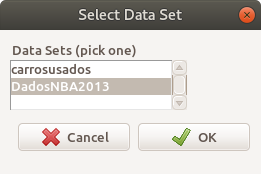 Select Data Set
Data Sets (pick one)
carrosusados
DadosNBA2013
Cancel
OK